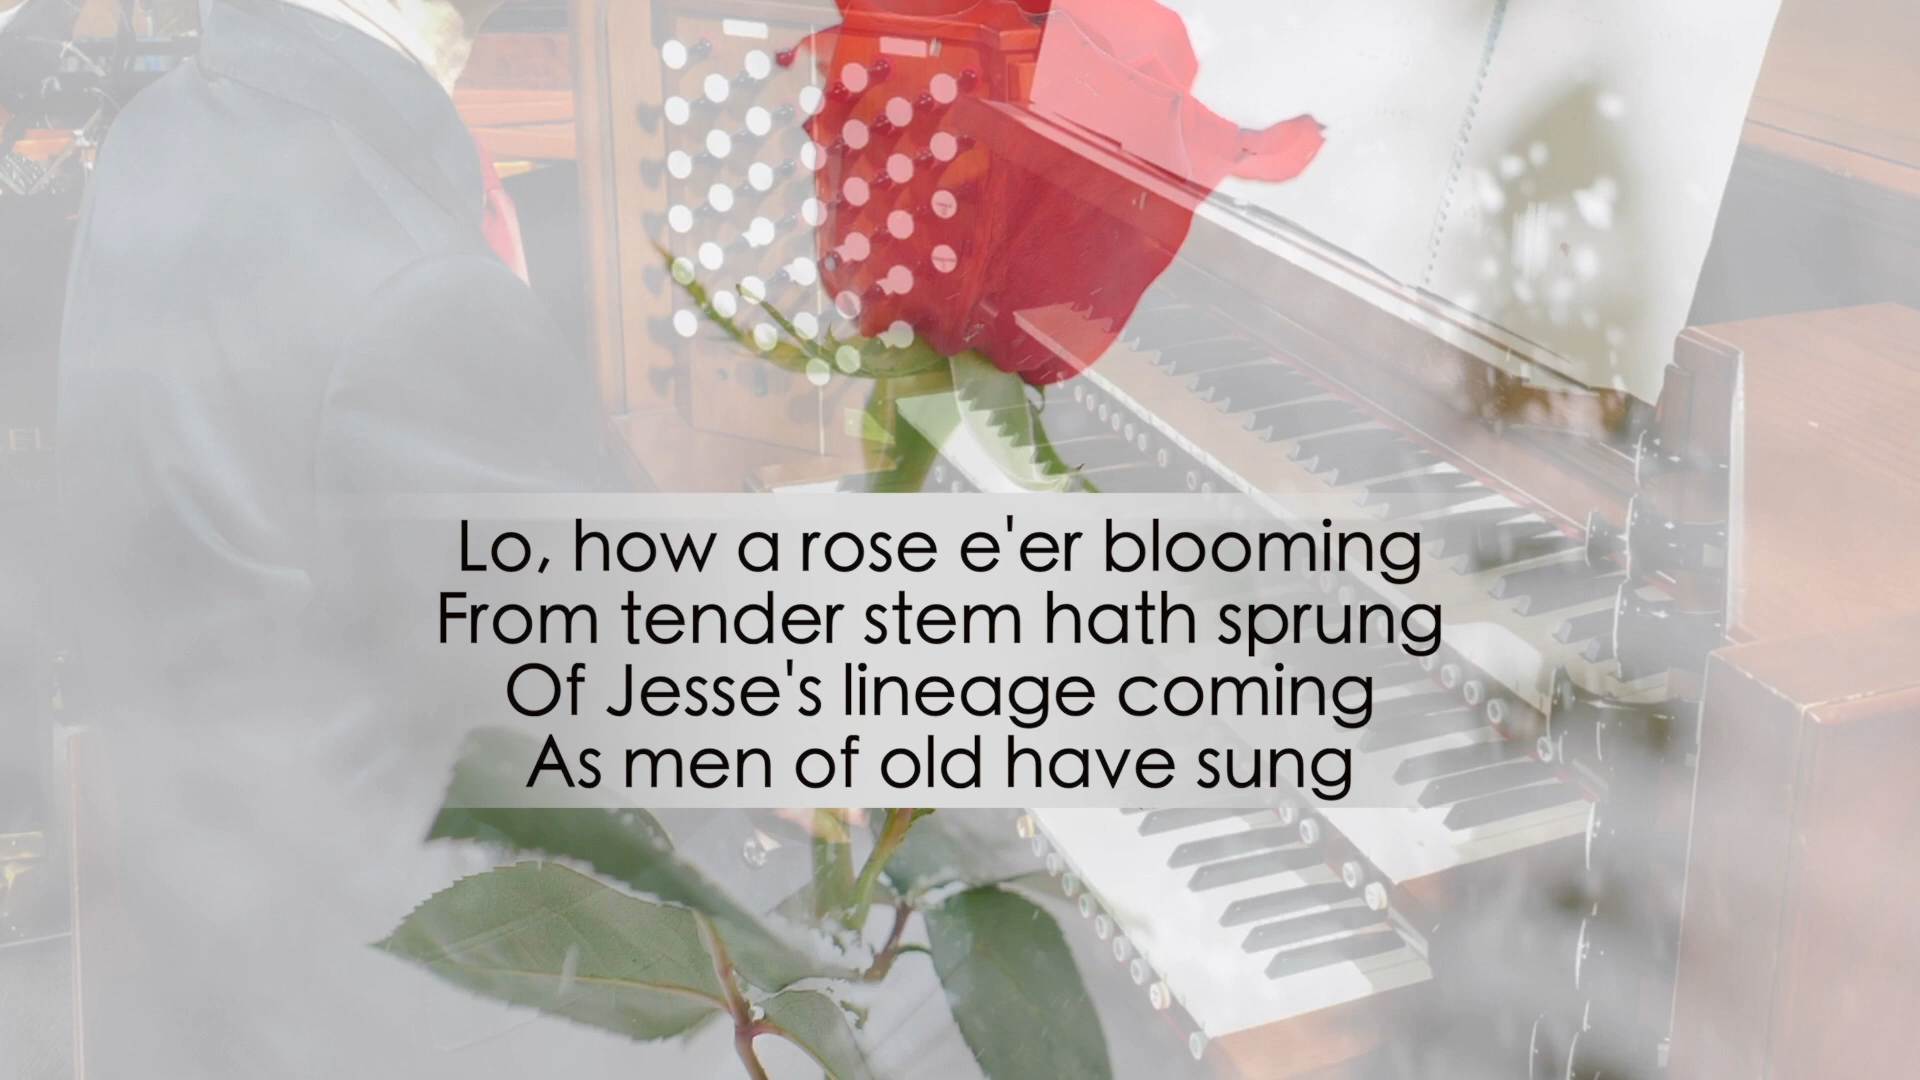 Lo, how a rose e'er blooming
From tender stem hath sprung
Of Jesse's lineage coming
As men of old have sung